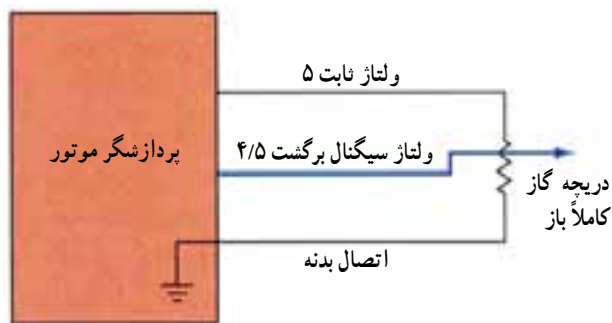 ولتاژ ثابت ۵
پردازشگر موتور
ولتاژ سیگنال برگشت ۴/۵
دریچه گاز
کاملاً باز
اتصال بدنه